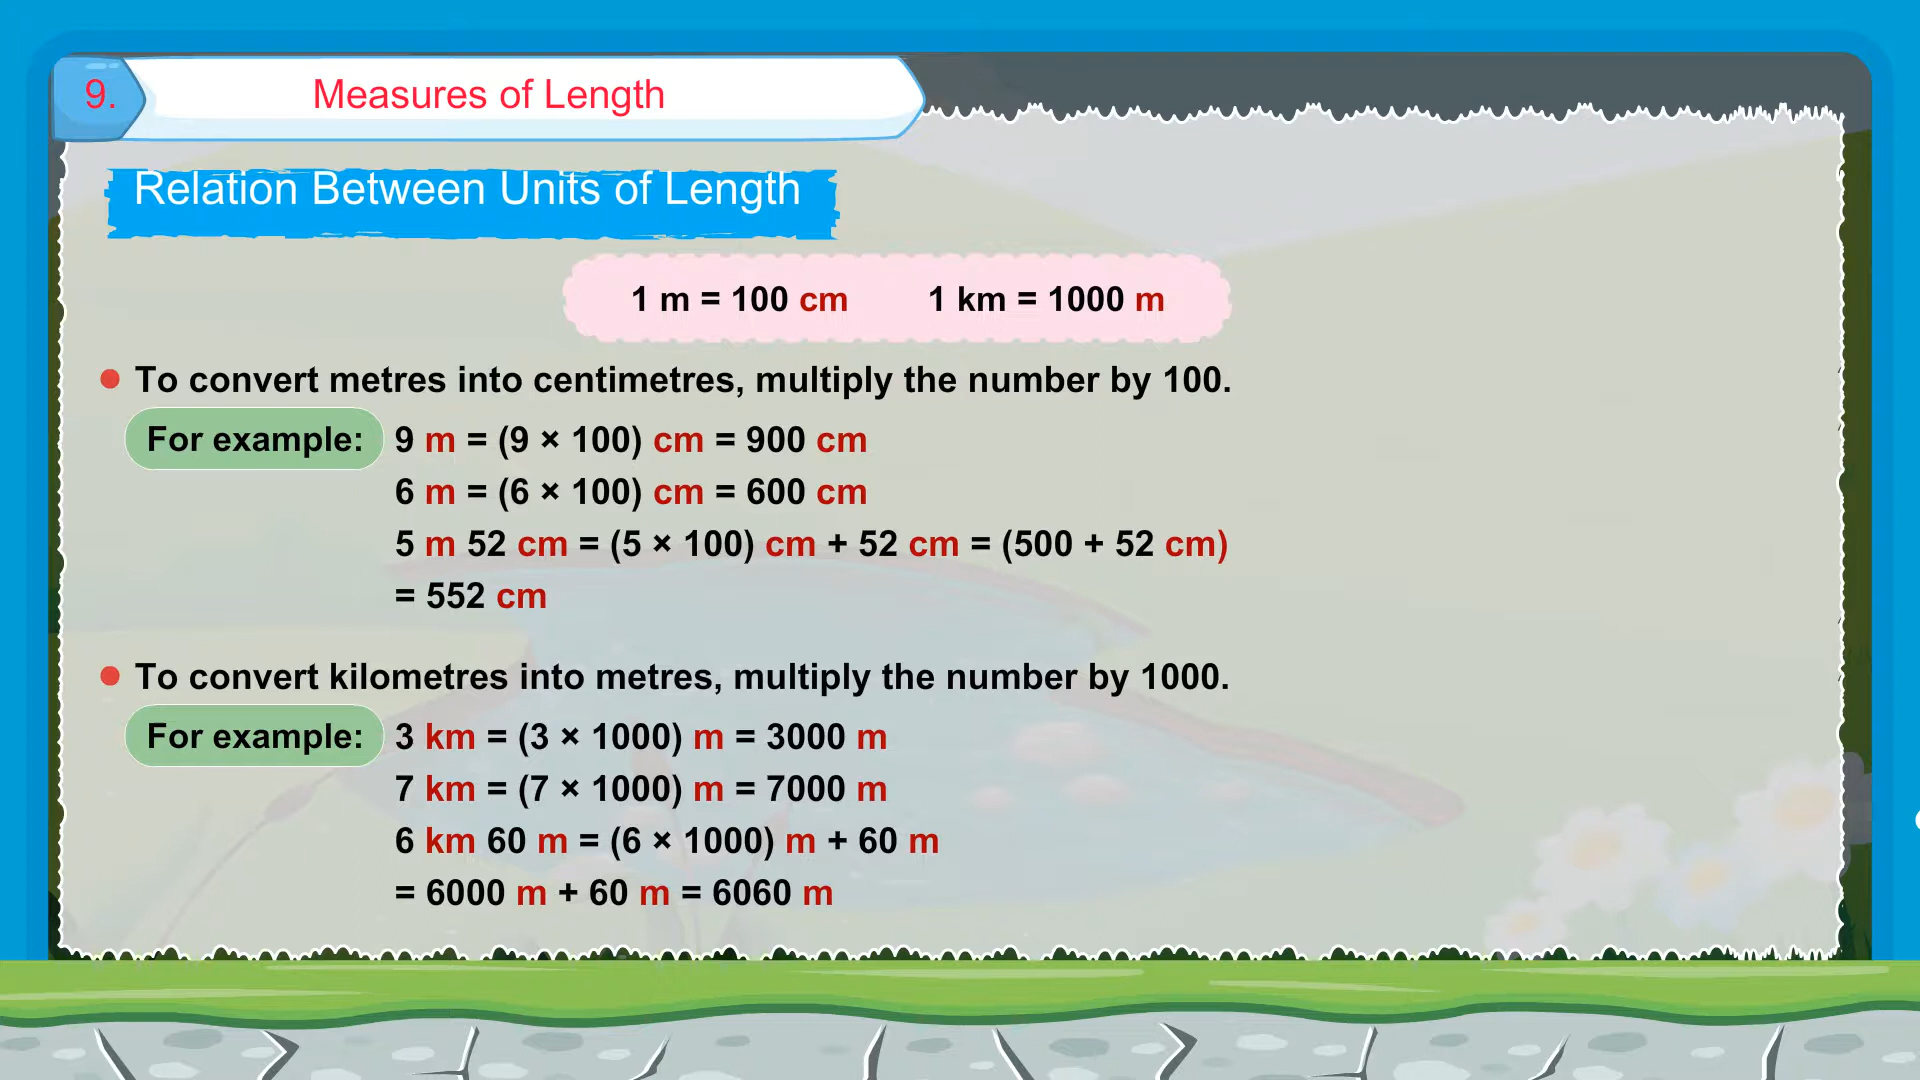 9. Measures of Length
Relation Between Units of Length
1 m = 100 cm 1 km = 1000 m
• To convert metres into centimetres, multiply the number by 100.
For example: 9 m = (9 × 100) cm = 900 cm
6 m = (6 × 100) cm = 600 cm
5 m 52 cm = (5 × 100) cm + 52 cm = (500 + 52 cm)
= 552 cm
• To convert kilometres into metres, multiply the number by 1000.
For example: 3 km = (3 × 1000) m = 3000 m
7 km = (7 × 1000) m = 7000 m
6 km 60 m = (6 × 1000) m + 60 m
= 6000 m + 60 m = 6060 m